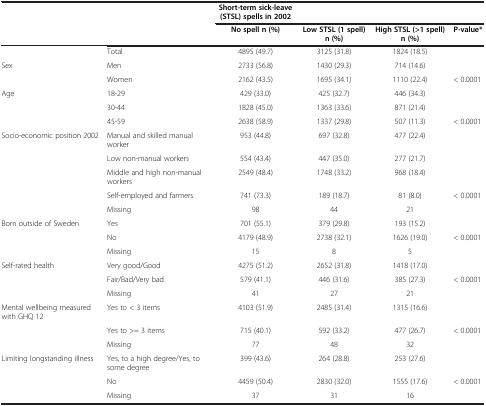 Short-term sick-leave (STSL) spells in 2002
No spell n (%) Low STSL (1 spell) n (%) High STSL (>1 spell) n (%) P-value*
Total 4895 (49.7) 3125 (31.8) 1824 (18.5)
Sex Men 2733 (56.8) 1430 (29.3) 714 (14.6)
Women 2162 (43.5) 1695 (34.1) 1110 (22.4) < 0.0001
Age 18-29 429 (33.0) 425 (32.7) 446 (34.3)
30-44 1828 (45.0) 1363 (33.6) 871 (21.4)
45-59 2638 (58.9) 1337 (29.8) 507 (11.3) < 0.0001
Socio-economic position 2002 Manual and skilled manual worker 953 (44.8) 697 (32.8) 477 (22.4)
Low non-manual workers 554 (43.4) 447 (35.0) 277 (21.7)
Middle and high non-manual workers 2549 (48.4) 1748 (33.2) 968 (18.4)
Self-employed and farmers 741 (73.3) 189 (18.7) 81 (8.0) < 0.0001
Missing 98 44 21
Born outside of Sweden Yes 701 (55.1) 379 (29.8) 193 (15.2)
No 4179 (48.9) 2738 (32.1) 1626 (19.0) < 0.0001
Missing 15 8 5
Self-rated health Very good/Good 4275 (51.2) 2652 (31.8) 1418 (17.0)
Fair/Bad/Very bad 579 (41.1) 446 (31.6) 385 (27.3) < 0.0001
Missing 41 27 21
Mental wellbeing measured with GHQ 12 Yes to < 3 items 4103 (51.9) 2485 (31.4) 1315 (16.6)
Yes to >= 3 items 715 (40.1) 592 (33.2) 477 (26.7) < 0.0001
Missing 77 48 32
Limiting longstanding illness Yes, to a high degree/Yes, to some degree 399 (43.6) 264 (28.8) 253 (27.6)
No 4459 (50.4) 2830 (32.0) 1555 (17.6) < 0.0001
Missing 37 31 16